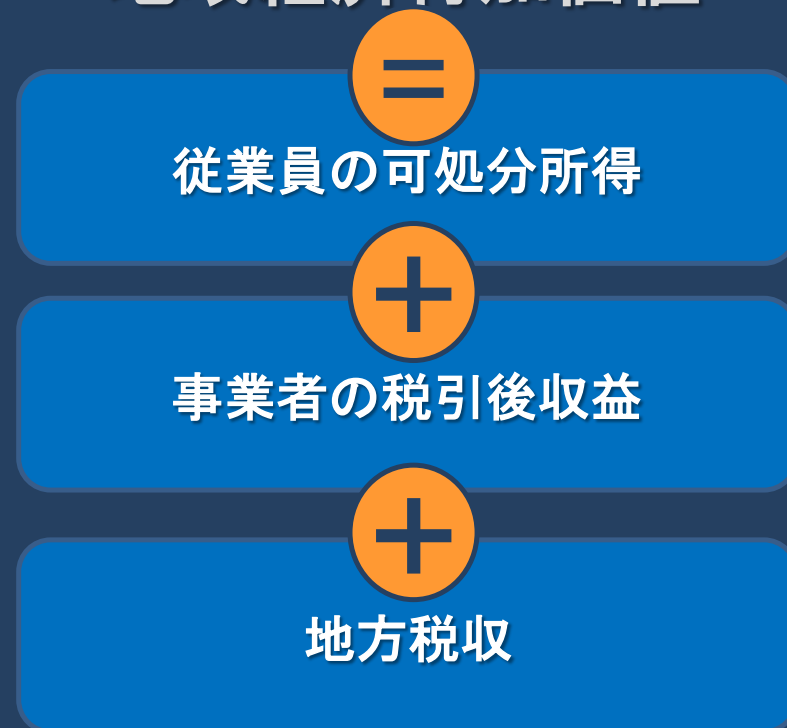 =
従業員の可処分所得
+
事業者の税引後収益
+
地方税収